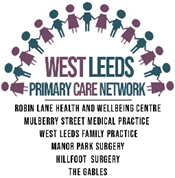 WEST LEEDS
PRIMARY CARE NETWORK
ROBIN LANE HEALTH AND WELLBEING CENTRE
MULBERRY STREET MEDICAL PRACTICE
WEST LEEDS FAMILY PRACTICE
MANOR PARK SURGERY
HILLFOOT SURGERY
THE GABLES